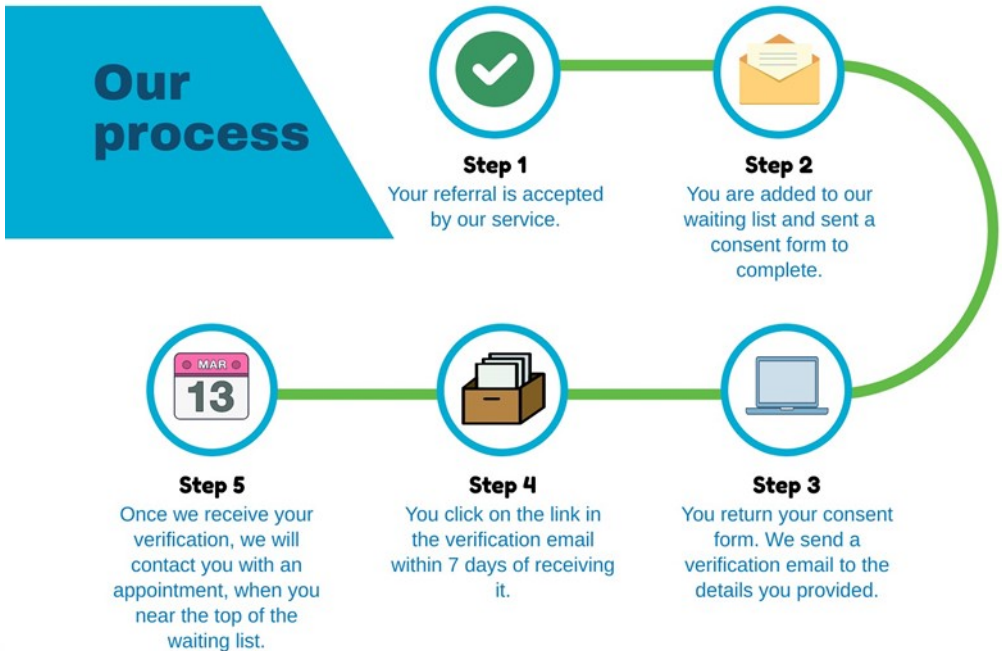 Our
process
Step 1
Your referral is accepted
by our service.
Step 2
You are added to our
waiting list and sent a
consent form to
complete.
Step 3
You return your consent
form. We send a
verification email to the
details you provided.
Step 4
You click on the link in
the verification email
within 7 days of receiving
it.
MAR
13
Step 5
Once we receive your
verification, we will
contact you with an
appointment, when you
near the top of the
waiting list.